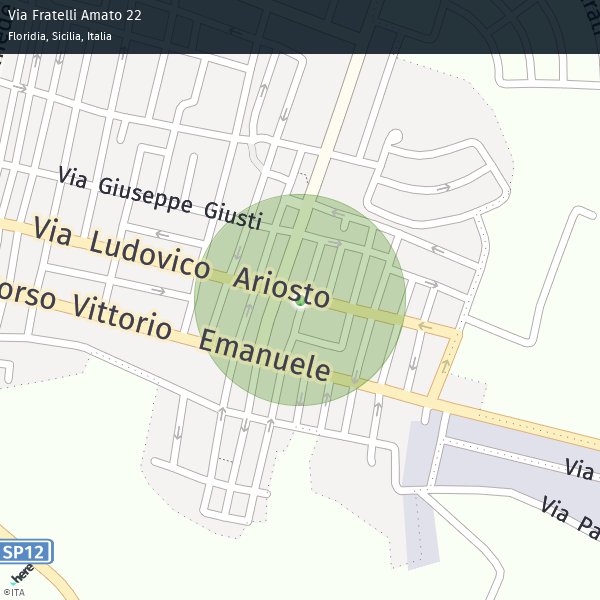 Via Fratelli Amato 22
Floridia, Sicilia, Italia
Via Giuseppe Giusti
Via Ludovico Ariosto
orso Vittorio Emanuele
Via
Via Pa
SP12
here
©ITA